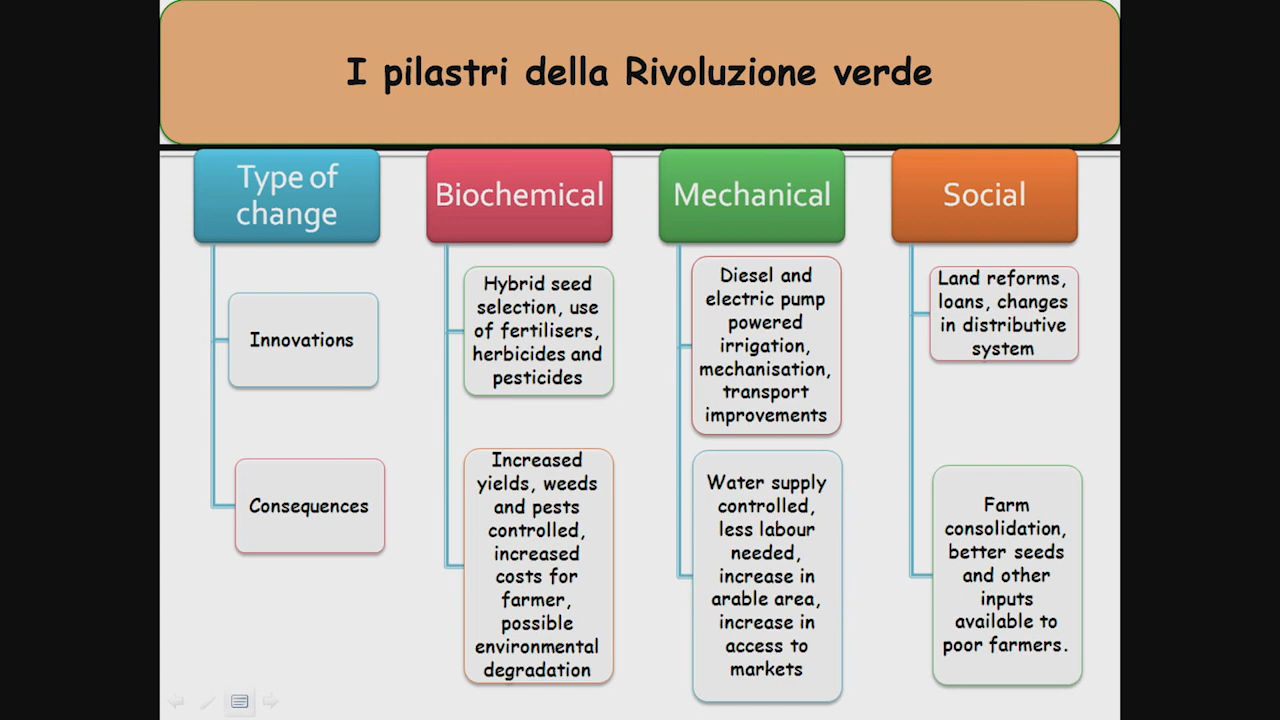 I pilastri della Rivoluzione verde
Type of
change
Innovations
Consequences
Biochemical
Hybrid seed
selection, use
of fertilisers,
herbicides and
pesticides
Increased
yields, weeds
and pests
controlled,
increased
costs for
farmer,
possible
environmental
degradation
Mechanical
Diesel and
electric pump
powered
irrigation,
mechanisation,
transport
improvements
Water supply
controlled,
less labour
needed,
increase in
arable area,
increase in
access to
markets
Social
Land reforms,
loans, changes
in distributive
system
Farm
consolidation,
better seeds
and other
inputs
available to
poor farmers.